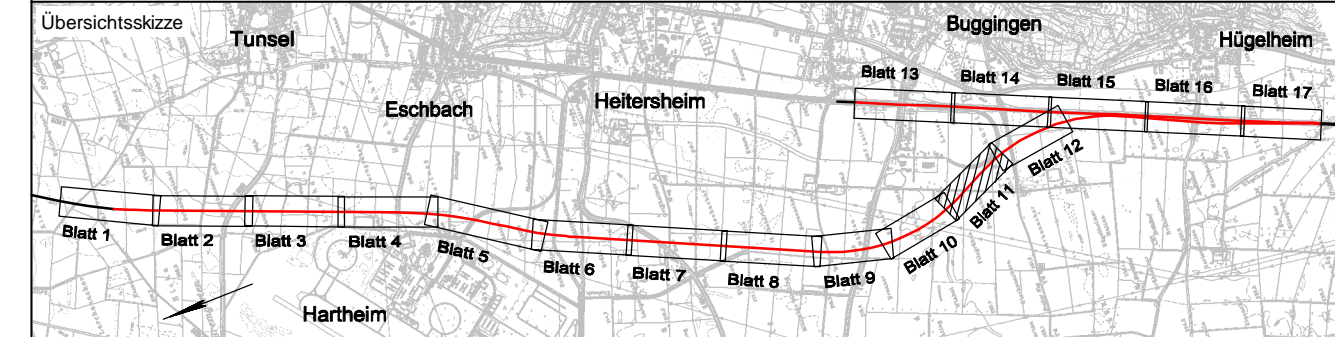 Übersichtsskizze
Tunsel
Buggingen
Hügelheim
Eschbach
Heitersheim
Blatt 13
Blatt 14
Blatt 15
Blatt 16
Blatt 17
Blatt 1
Blatt 2
Blatt 3
Blatt 4
Blatt 5
Blatt 6
Blatt 7
Blatt 8
Blatt 9
Blatt 10
Blatt 11
Blatt 12
Hartheim